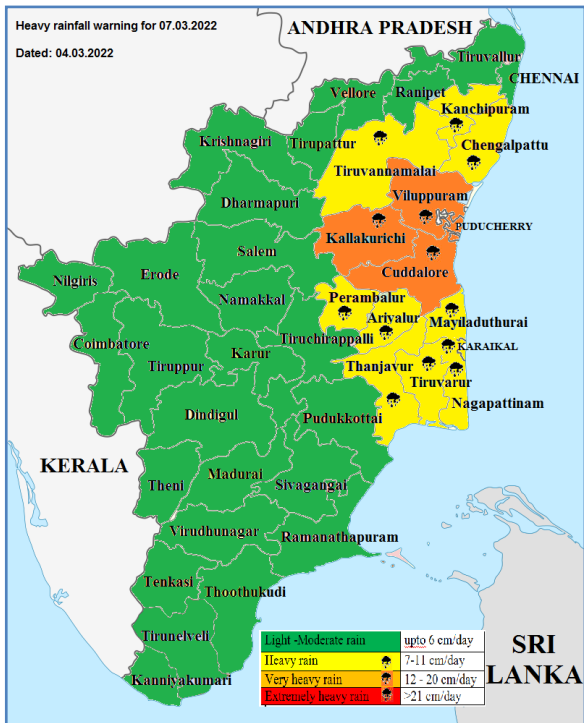 Heavy rainfall warning for 07.03.2022
Dated: 04.03.2022
ANDHRA PRADESH
Tiruvallur
CHENNAI
Vellore
Ranipet
Kanchipuram
Krishnagiri
Tirupattur
Chengalpattu
Tiruvannamalai
Dharmapuri
Viluppuram
PUDUCHERRY
Kallakurichi
Salem
Cuddalore
Nilgiris
Erode
Namakkal
Perambalur
Ariyalur
Mayiladuthurai
Coimbatore
Tiruchirappalli
KARAIKAL
Tiruppur
Karur
Thanjavur
Tiruvarur
Nagapattinam
Dindigul
Pudukkottai
KERALA
Theni
Madurai
Sivagangai
Virudhunagar
Ramanathapuram
Tenkasi
Thoothukudi
Tirunelveli
Kanniyakumari
Light -Moderate rain upto 6 cm/day
Heavy rain 7-11 cm/day
Very heavy rain 12 - 20 cm/day
Extremely heavy rain >21 cm/day
SRI
LANKA